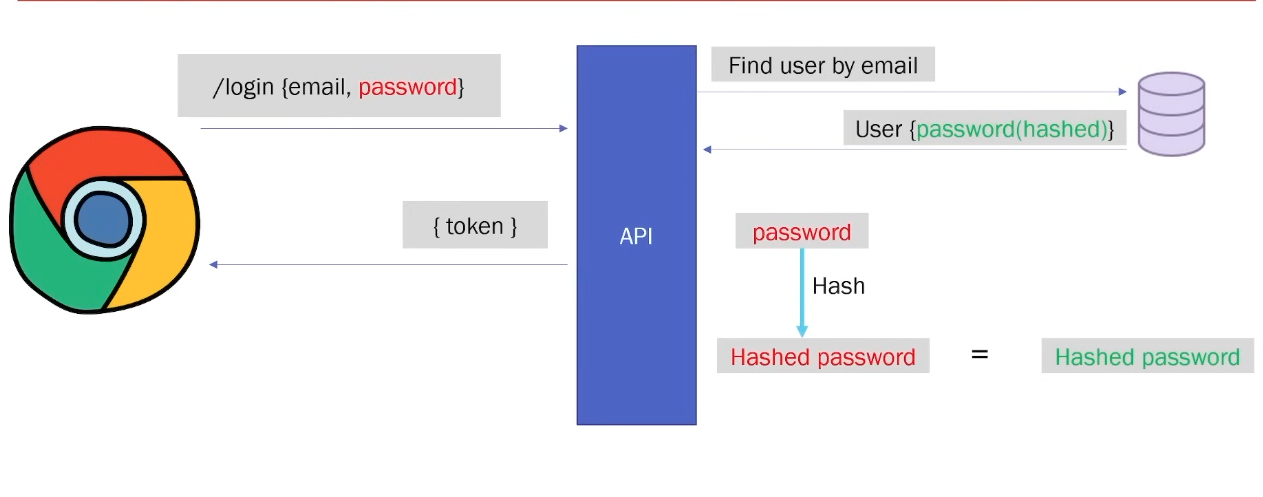 /login {email, password}
Find user by email
User {password(hashed)}
{ token }
API
password
Hash
Hashed password = Hashed password